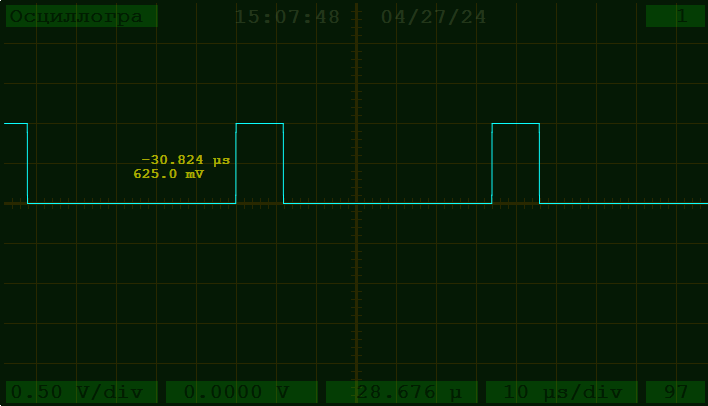 Осциллогра 15:07:48 04/27/24 1
−30.824 µs
625.0 mV
0.50 V/div 0.0000 V 28.676 µ 10 µs/div 97